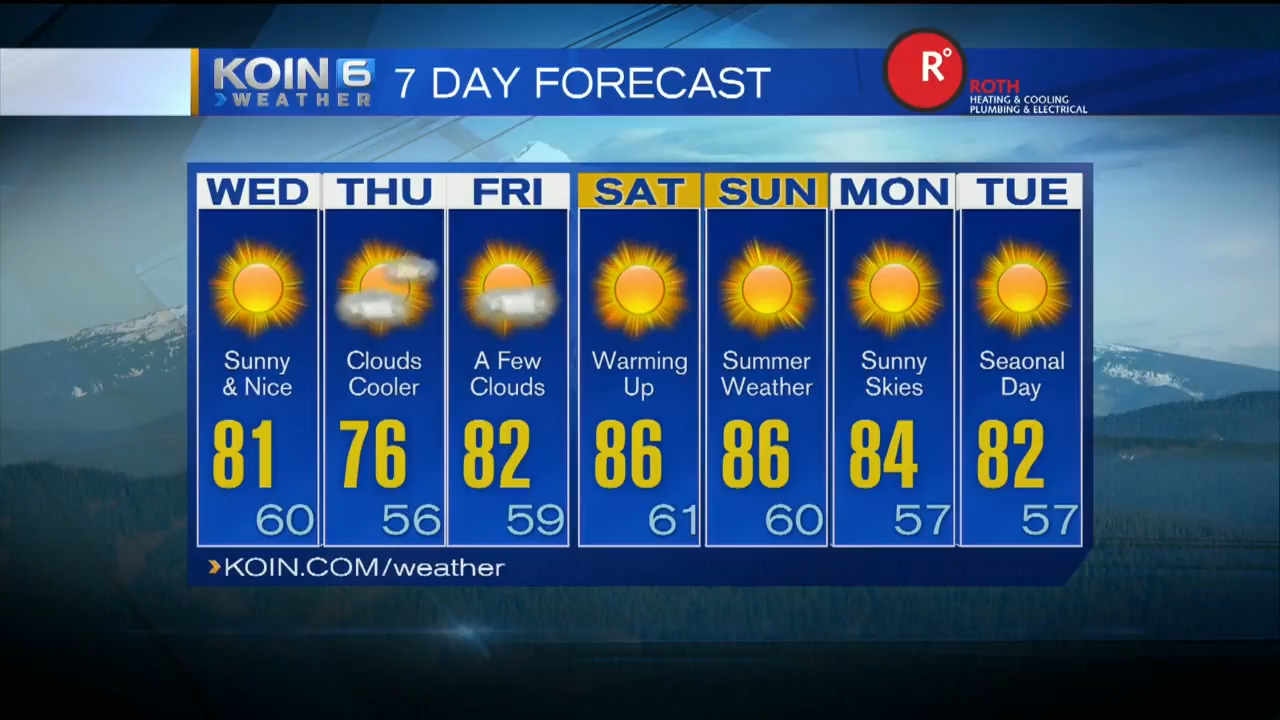 KOIN 6
WEATHER
7 DAY FORECAST
R°
ROTH
HEATING & COOLING
PLUMBING & ELECTRICAL
WED
Sunny
& Nice
81
60
THU
Clouds
Cooler
76
56
FRI
A Few
Clouds
82
59
SAT
Warming
Up
86
61
SUN
Summer
Weather
86
60
MON
Sunny
Skies
84
57
TUE
Seaonal
Day
82
57
KOIN.COM/weather